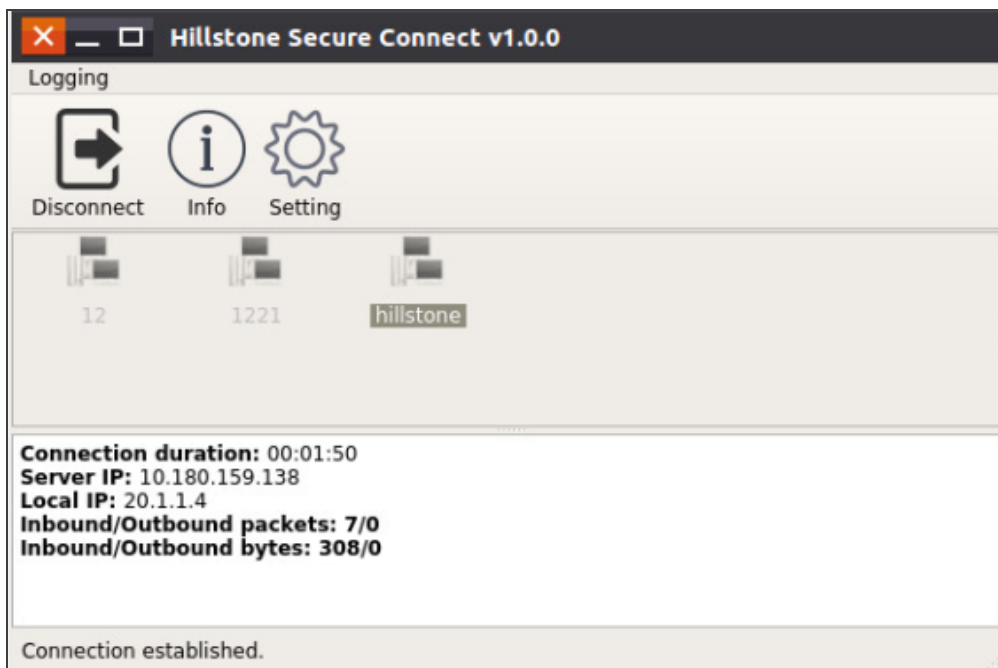 Hillstone Secure Connect v1.0.0
Logging
Disconnect Info Setting
12 1221 hillstone
Connection duration: 00:01:50
Server IP: 10.180.159.138
Local IP: 20.1.1.4
Inbound/Outbound packets: 7/0
Inbound/Outbound bytes: 308/0
Connection established.